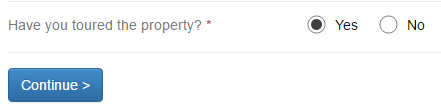 Have you toured the property? * Yes No
Continue >